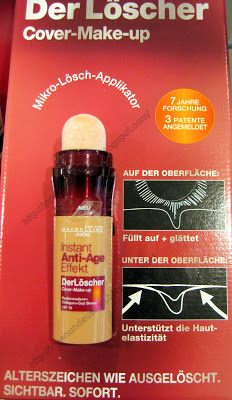 Der Löscher
Cover-Make-up
Mikro-Lösch-Applikator
7 JAHRE
FORSCHUNG
3 PATENTE
ANGEMELDET
NEU
MAYBELLINE
Jade
Instant
Anti-Age
Effekt
DerLöscher
Cover-Make-up
AUF DER OBERFLÄCHE:
Füllt auf + glättet
UNTER DER OBERFLÄCHE:
Unterstützt die Haut-
elastizität
ALTERSZEICHEN WIE AUSGELÖSCHT.
SICHTBAR. SOFORT.